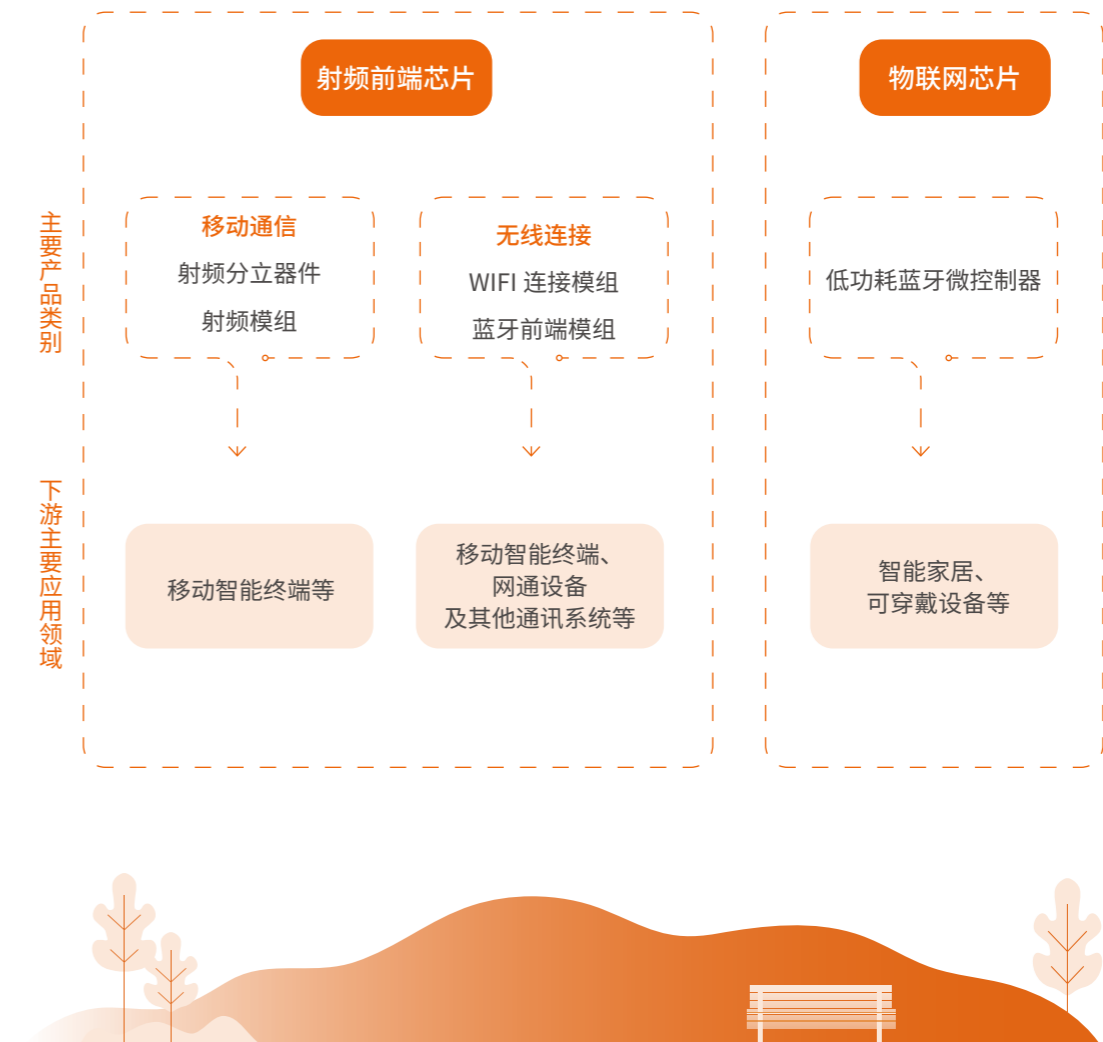 射频前端芯片
物联网芯片
主要产品类别
移动通信
射频分立器件
射频模组
无线连接
WIFI 连接模组
蓝牙前端模组
低功耗蓝牙微控制器
下游主要应用领域
移动智能终端等
移动智能终端、
网通设备
及其他通讯系统等
智能家居、
可穿戴设备等